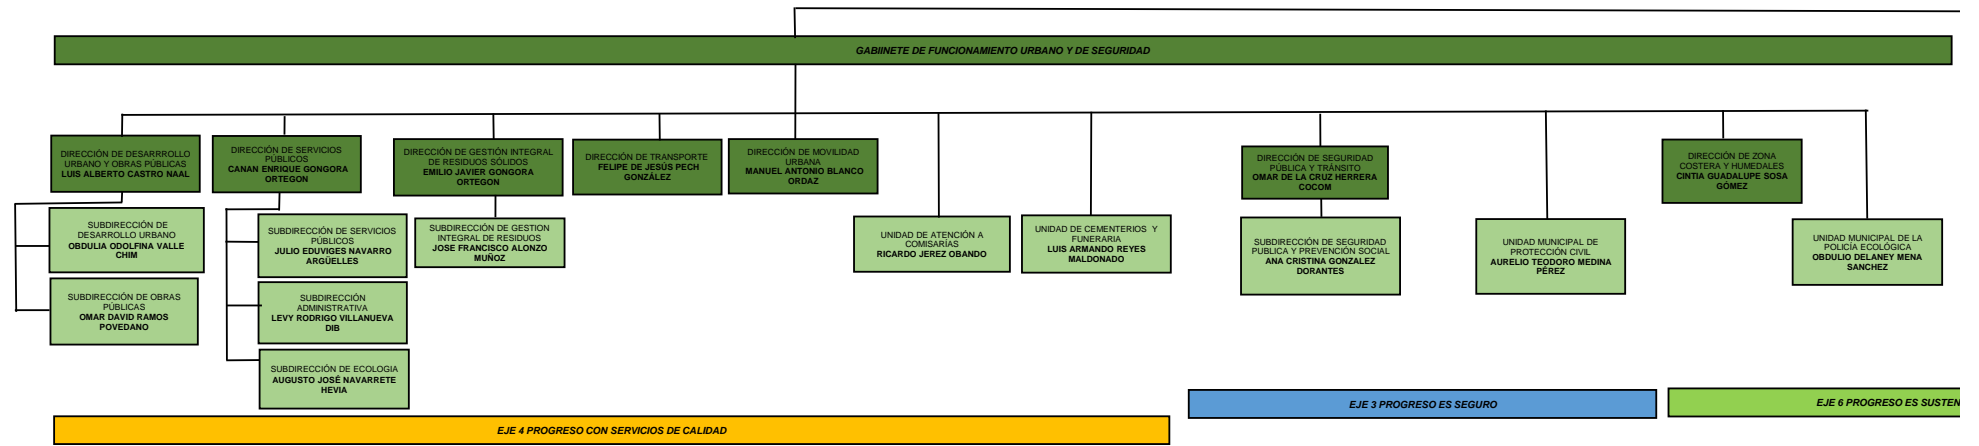 GABIINETE DE FUNCIONAMIENTO URBANO Y DE SEGURIDAD
DIRECCIÓN DE DESARRROLLO
URBANO Y OBRAS PÚBLICAS
LUIS ALBERTO CASTRO NAAL
DIRECCIÓN DE SERVICIOS
PÚBLICOS
CANAN ENRIQUE GONGORA
ORTEGON
DIRECCIÓN DE GESTIÓN INTEGRAL
DE RESIDUOS SÓLIDOS
EMILIO JAVIER GONGORA
ORTEGON
DIRECCIÓN DE TRANSPORTE
FELIPE DE JESÚS PECH
GONZÁLEZ
DIRECCIÓN DE MOVILIDAD
URBANA
MANUEL ANTONIO BLANCO
ORDAZ
DIRECCIÓN DE SEGURIDAD
PÚBLICA Y TRÁNSITO
OMAR DE LA CRUZ HERRERA
COCOM
DIRECCIÓN DE ZONA
COSTERA Y HUMEDALES
CINTIA GUADALUPE SOSA
GÓMEZ
SUBDIRECCIÓN DE
DESARROLLO URBANO
OBDULIA ODOLFINA VALLE
CHIM
SUBDIRECCIÓN DE SERVICIOS
PÚBLICOS
JULIO EDUVIGES NAVARRO
ARGÜELLES
SUBDIRECCIÓN DE GESTION
INTEGRAL DE RESIDUOS
JOSE FRANCISCO ALONZO
MUÑOZ
UNIDAD DE ATENCIÓN A
COMISARÍAS
RICARDO JEREZ OBANDO
UNIDAD DE CEMENTERIOS Y
FUNERARIA
LUIS ARMANDO REYES
MALDONADO
SUBDIRECCIÓN DE SEGURIDAD
PUBLICA Y PREVENCIÓN SOCIAL
ANA CRISTINA GONZALEZ
DORANTES
UNIDAD MUNICIPAL DE
PROTECCIÓN CIVIL
AURELIO TEODORO MEDINA
PÉREZ
UNIDAD MUNICIPAL DE LA
POLICÍA ECOLÓGICA
OBDULIO DELANEY MENA
SANCHEZ
SUBDIRECCIÓN DE OBRAS
PÚBLICAS
OMAR DAVID RAMOS
POVEDANO
SUBDIRECCIÓN
ADMINISTRATIVA
LEVY RODRIGO VILLANUEVA
DIB
SUBDIRECCIÓN DE ECOLOGIA
AUGUSTO JOSÉ NAVARRETE
HEVIA
EJE 3 PROGRESO ES SEGURO
EJE 6 PROGRESO ES SUSTEN
EJE 4 PROGRESO CON SERVICIOS DE CALIDAD